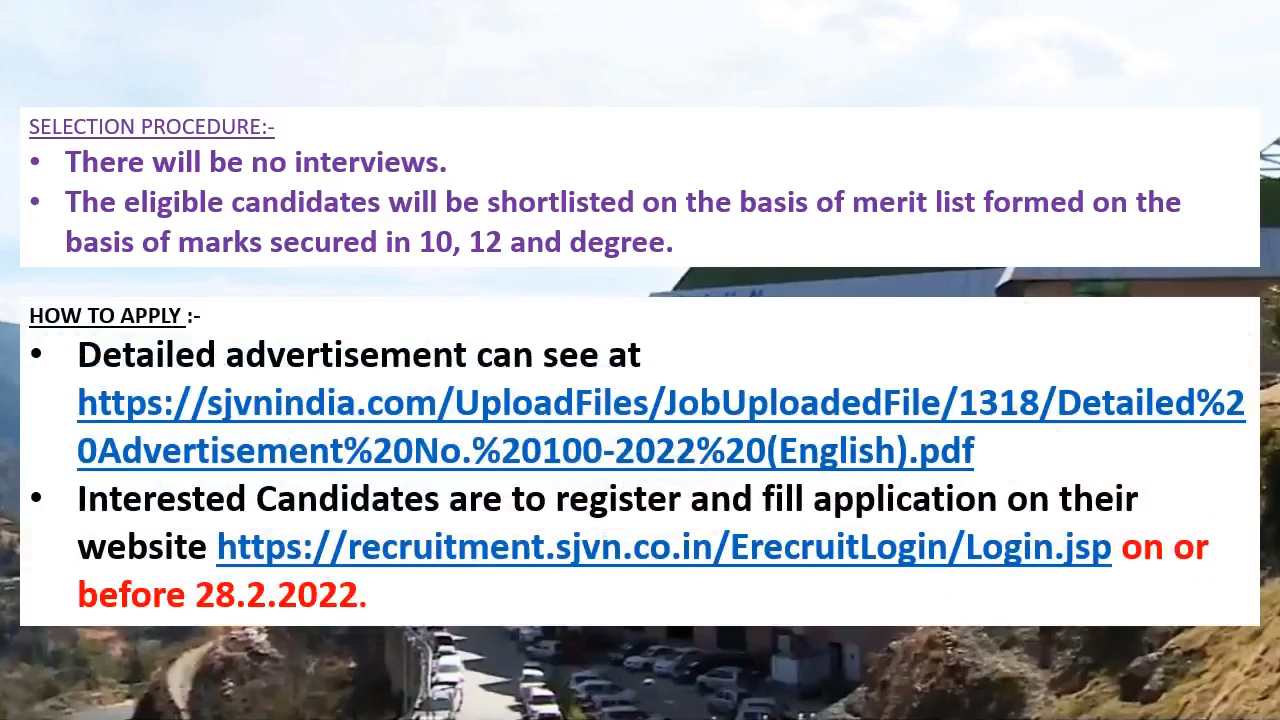 SELECTION PROCEDURE:-
• There will be no interviews.
• The eligible candidates will be shortlisted on the basis of merit list formed on the
basis of marks secured in 10, 12 and degree.
HOW TO APPLY :-
• Detailed advertisement can see at
https://sjvnindia.com/UploadFiles/JobUploadedFile/1318/Detailed%2
0Advertisement%20No.%20100-2022%20(English).pdf
• Interested Candidates are to register and fill application on their
website https://recruitment.sjvn.co.in/ErecruitLogin/Login.jsp on or
before 28.2.2022.